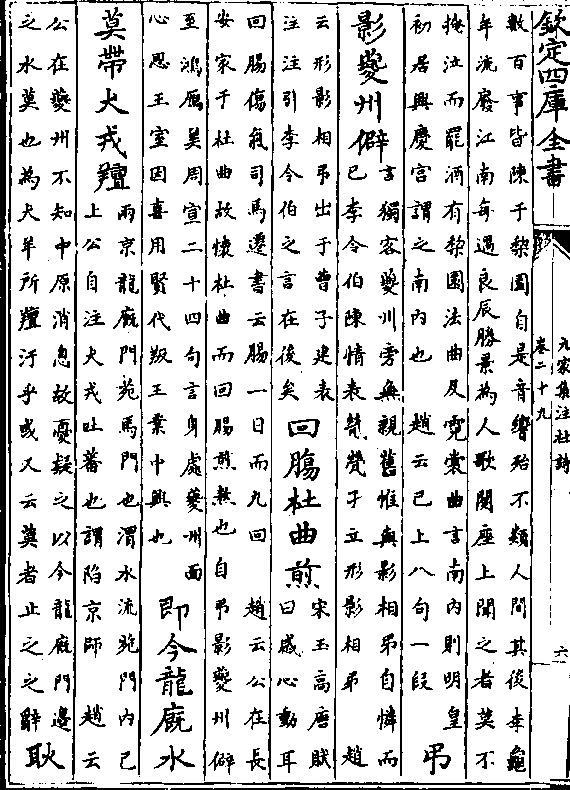 欽定四庫全書
九家集注杜詩
卷二十九
六
數百事皆陳于梨園自是音響殆不類人間其後李龜
年流廢江南每遇良辰勝景為人歌闋座上聞之者莫不
掩泣而罷酒有梨園法曲及霓裳曲言南内則明皇
初居興慶宫謂之南内也 趙云已上八句一段
弔
影夔州僻
言獨客夔州旁無親舊惟與影相弔自憐而
已李令伯陳情表煢煢孑立形影相弔 趙
云形影相弔出于曹子建表
注注引李令伯之言在後矣
回膓杜曲煎
宋玉高唐賦
曰感心動耳
回腸傷氣司馬遷書云腸一日而九回 趙云公在長
安家于杜曲故懷杜曲而回腸煎熱也自弔影夔州僻
至鴻雁美周宣二十四句言身處夔州面
心思王室因喜用賢代叛王業中興也
即今龍廐水
莫帶犬戎羶
兩京龍廐門苑馬門也渭水流苑門内已
上公自注犬戎吐蕃也謂陷京師 趙云
公在夔州不知中原消息故憂疑之以今龍廐門邊
之水莫也為犬羊所羶汙乎或又云莫者止之之辭
耿